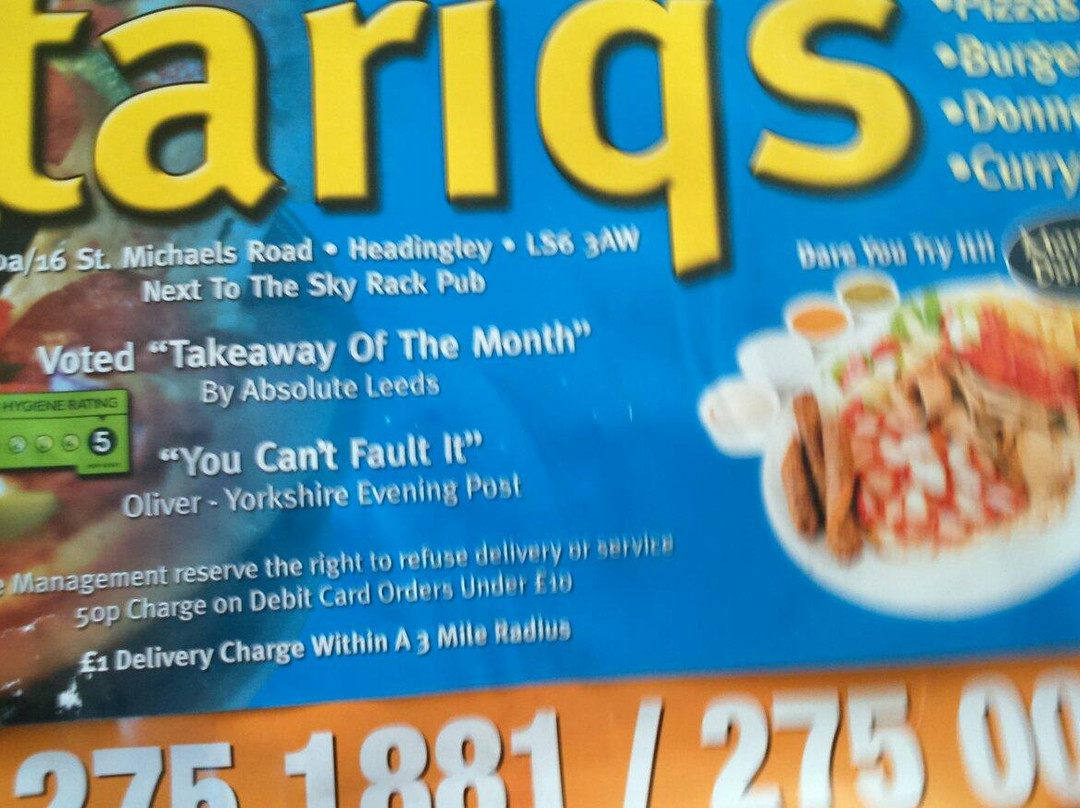 tariqs
•Pizzas
•Burge
•Donn
•Curry
0a/16 St. Michaels Road • Headingley • LS6 3AW
Next To The Sky Rack Pub
Dare You Try It!!
Voted “Takeaway Of The Month”
By Absolute Leeds
HYGIENE RATING
5
“You Can't Fault It”
Oliver - Yorkshire Evening Post
e Management reserve the right to refuse delivery or service
50p Charge on Debit Card Orders Under £10
£1 Delivery Charge Within A 3 Mile Radius
275 1881 / 275 00